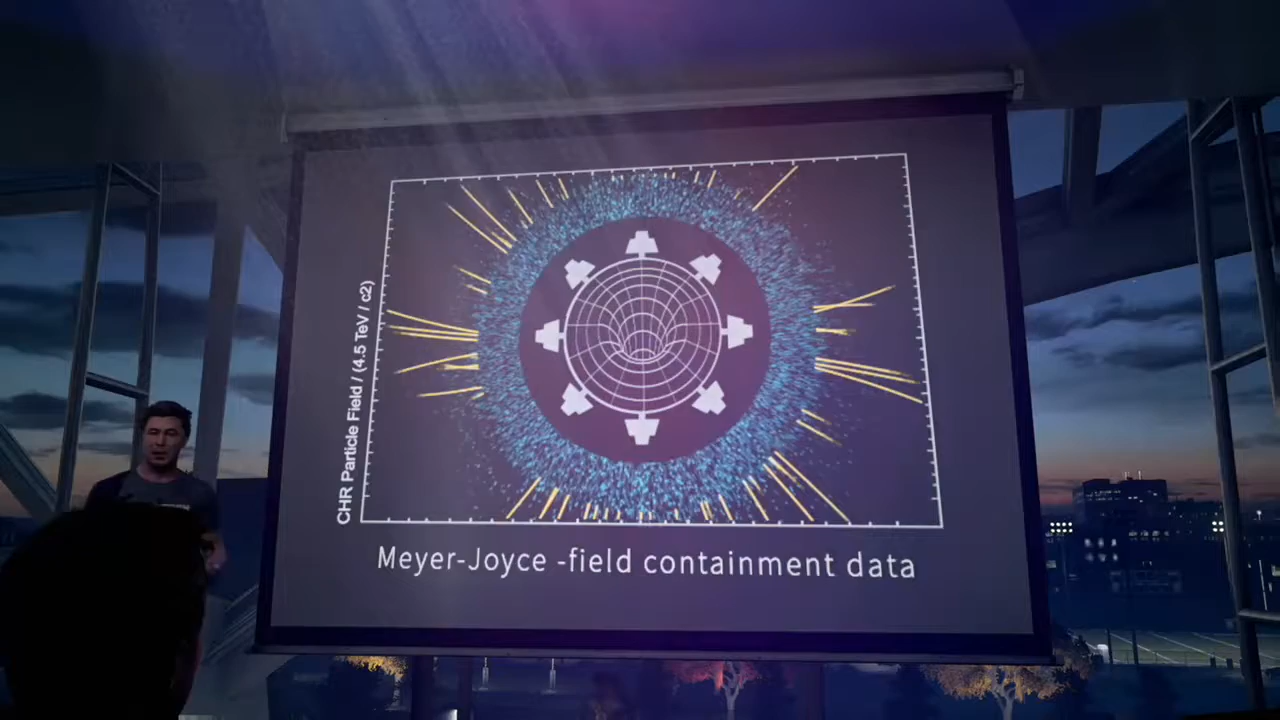 CHR Particle Field / (4.5 TeV / c2)
Meyer-Joyce -field containment data